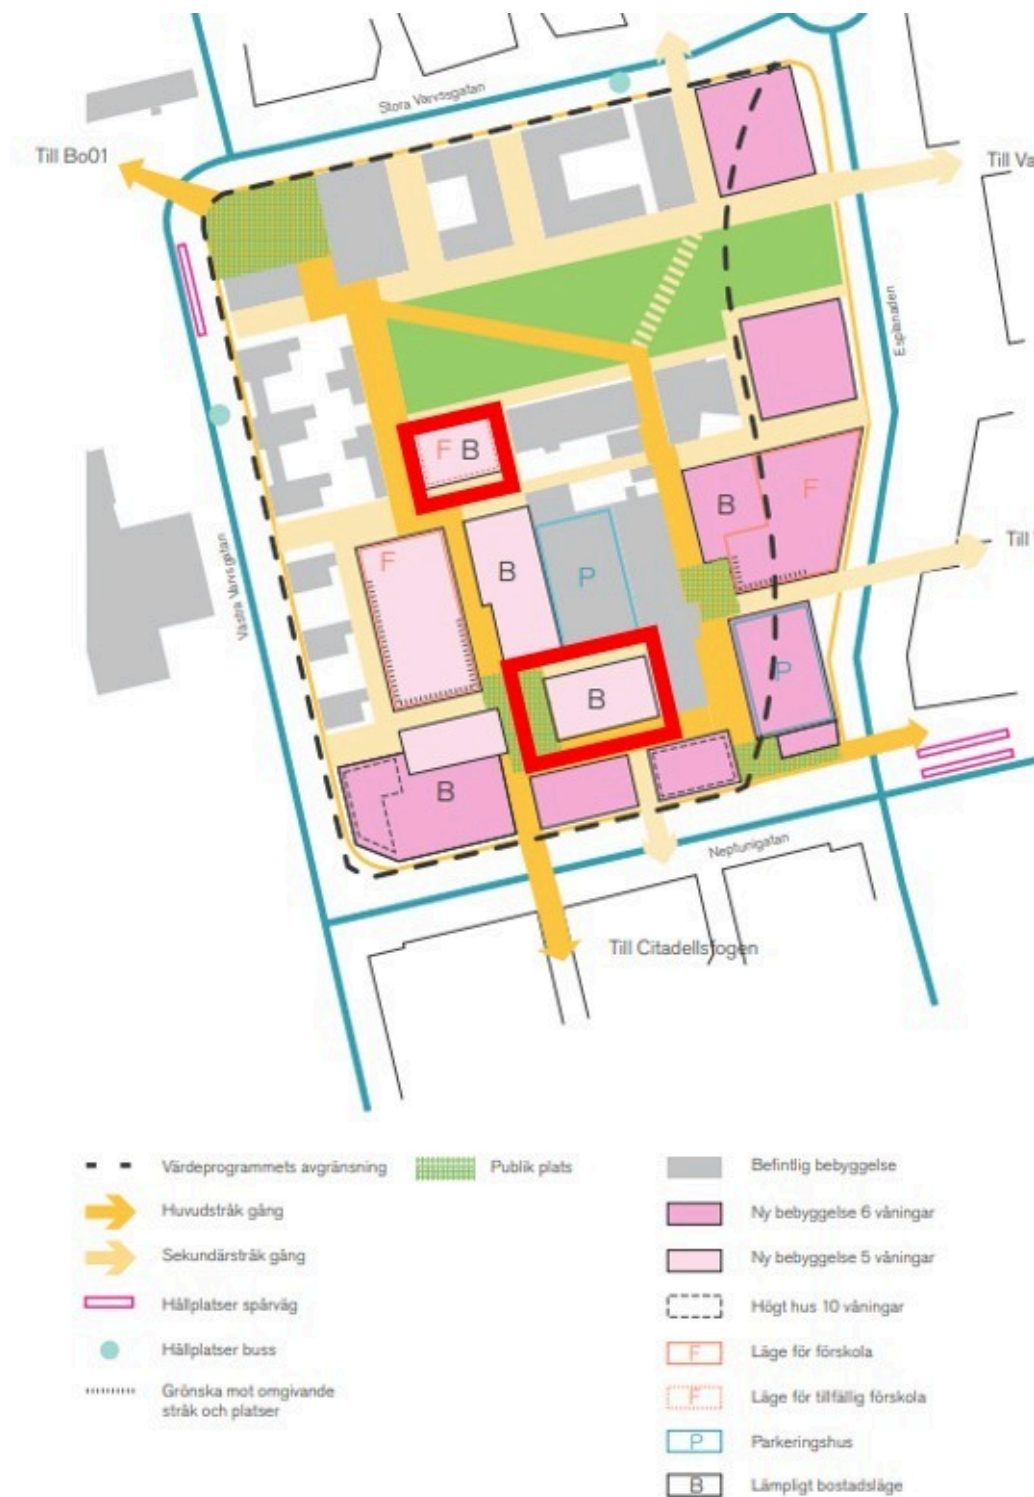 Stora Varvsgatan
Till Bo01
Till Va
Esplanaden
F B
B
F
F
B
P
Till
Västra Varvsgatan
B
P
B
Neptunigatan
Till Citadellsfogen
Värdeprogrammets avgränsning
Publik plats
Befintlig bebyggelse
Huvudstråk gång
Ny bebyggelse 6 våningar
Sekundärstråk gång
Ny bebyggelse 5 våningar
Hållplatser spårväg
Högt hus 10 våningar
Hållplatser buss
F Läge för förskola
Grönska mot omgivande
stråk och platser
F Läge för tillfällig förskola
P Parkeringshus
B Lämpligt bostadsläge